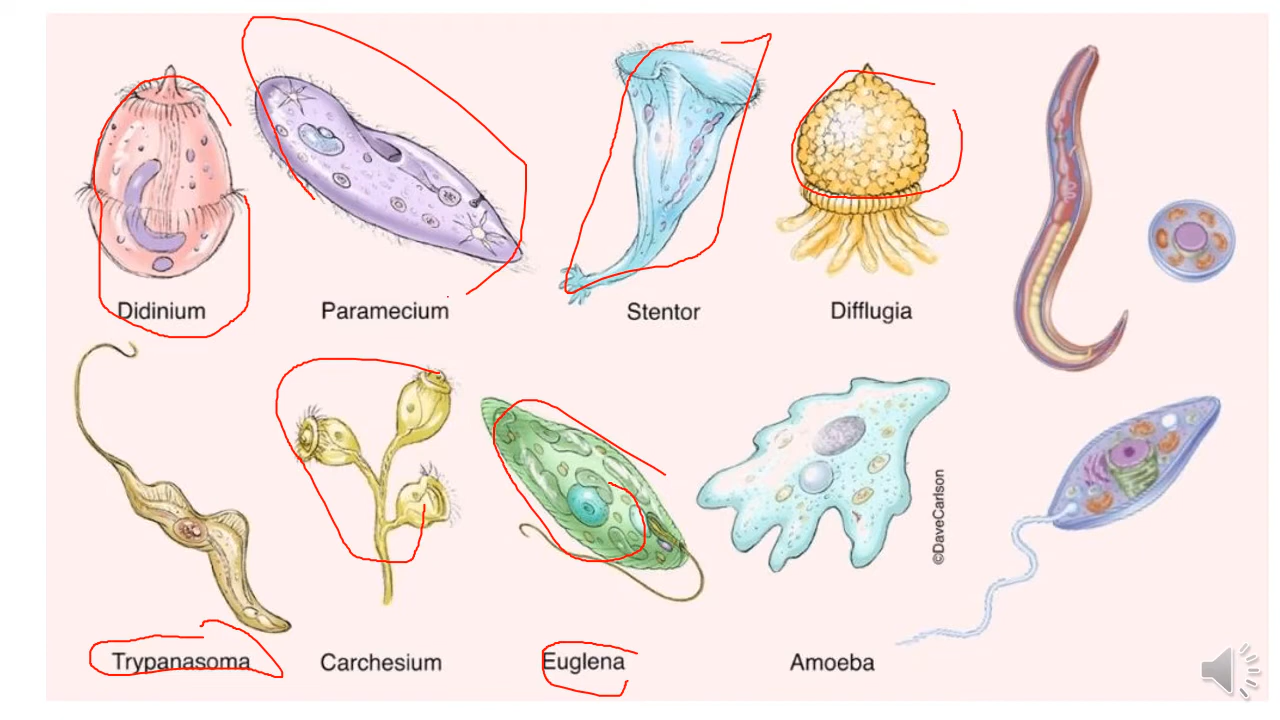 Didinium
Paramecium
Stentor
Difflugia
Trypanasoma
Carchesium
Euglena
Amoeba
©DaveCarlson